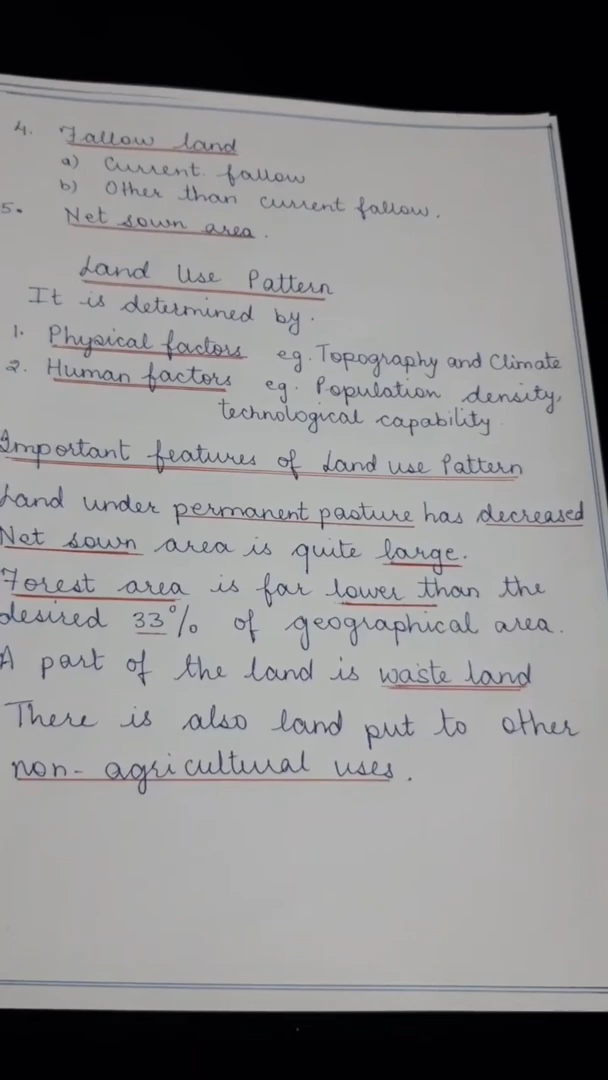 4. Fallow land
a) Current fallow
b) Other than current fallow.
5. Net sown area.
Land Use Pattern
It is determined by.
1. Physical factors eg. Topography and Climate
2. Human factors eg. Population density,
technological capability
Important features of Land use Pattern
Land under permanent pasture has decreased
Net sown area is quite large.
Forest area is far lower than the
desired 33% of geographical area.
A part of the land is waste land
There is also land put to other
non-agricultural uses.